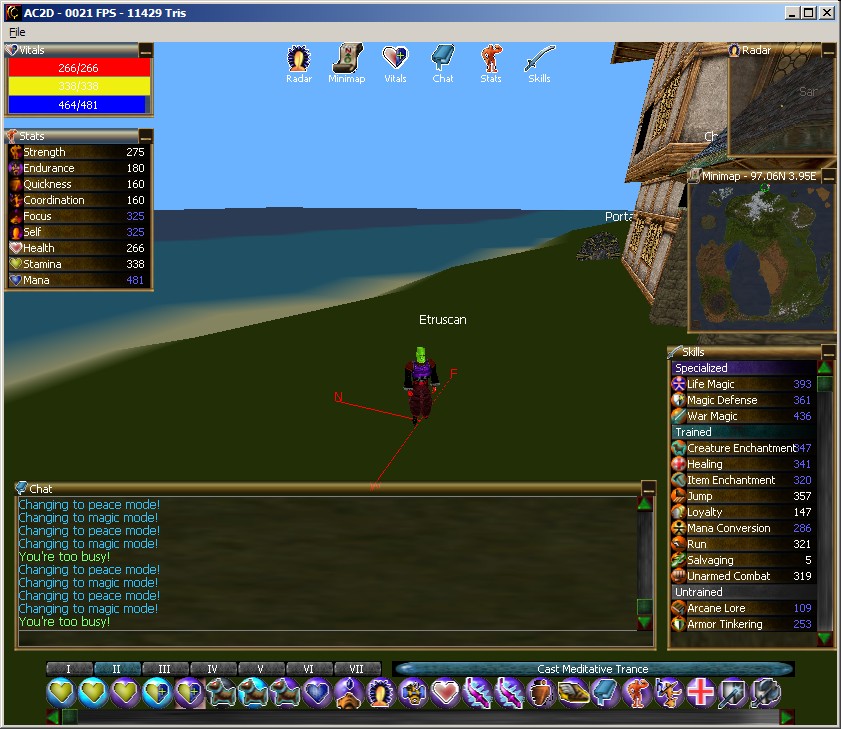 AC2D - 0021 FPS - 11429 Tris
File
Vitals
266/266
338/338
464/481
Radar
Minimap
Vitals
Chat
Stats
Skills
Radar
Stats
Strength 275
Endurance 180
Quickness 160
Coordination 160
Focus 325
Self 325
Health 266
Stamina 338
Mana 481
Minimap - 97.06N 3.95E
Porta
Etruscan
N
F
Skills
Specialized
Life Magic 393
Magic Defense 361
War Magic 436
Trained
Creature Enchantment 347
Healing 341
Item Enchantment 320
Jump 357
Loyalty 147
Mana Conversion 286
Run 321
Salvaging 5
Unarmed Combat 319
Untrained
Arcane Lore 109
Armor Tinkering 253
Chat
Changing to peace mode!
Changing to magic mode!
Changing to peace mode!
Changing to magic mode!
You're too busy!
Changing to peace mode!
Changing to magic mode!
Changing to peace mode!
Changing to magic mode!
You're too busy!
I II III IV V VI VII
Cast Meditative Trance